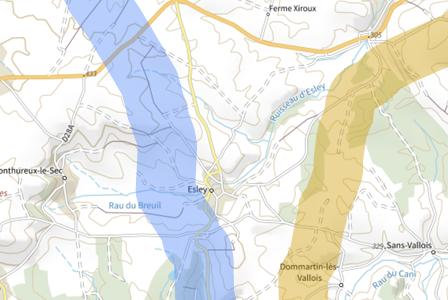 Ferme Xiroux
305
433
Ruisseau d'Esley
D28A
onthureux-le-Sec
Esley
Rau du Breuil
329
Sans-Vallois
Dommartin-lès-
Vallois
Rau du Cani